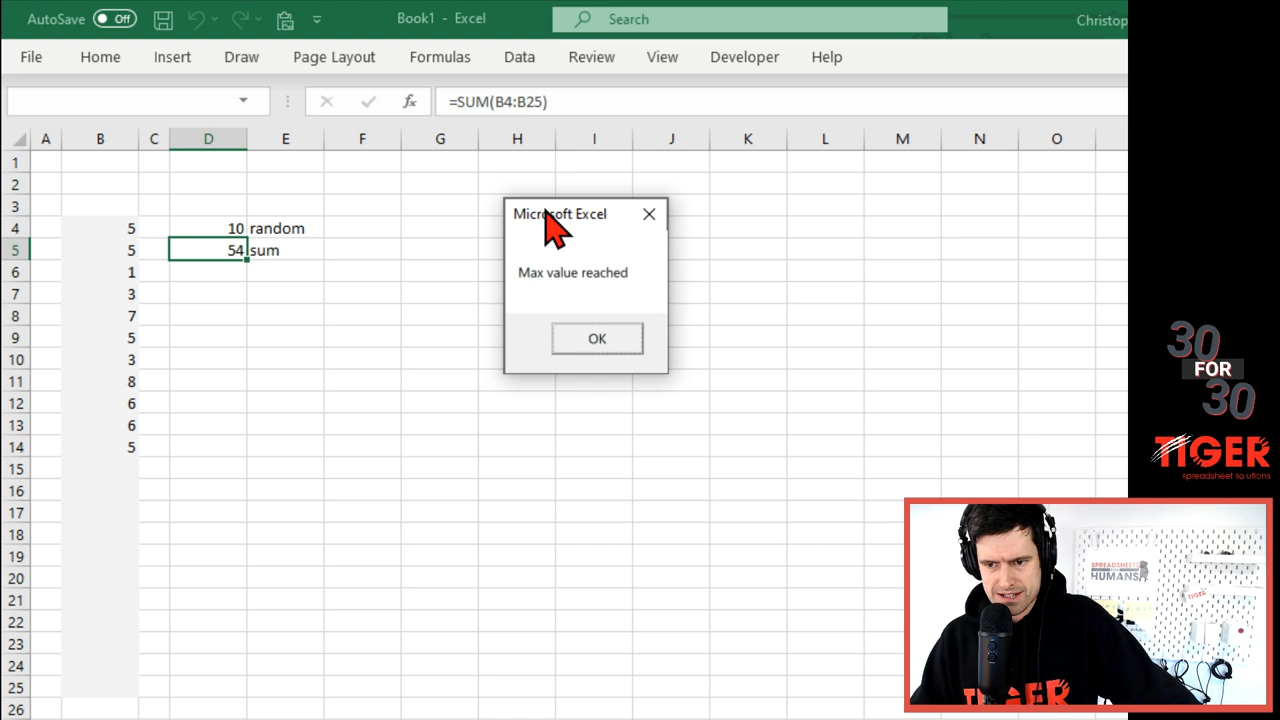 AutoSave Off Book1 - Excel Search Christop
File Home Insert Draw Page Layout Formulas Data Review View Developer Help
fx =SUM(B4:B25)
A B C D E F G H I J K L M N O
1
2
3
4 5 10 random
5 5 54 sum
6 1
7 3
8 7
9 5
10 3
11 8
12 6
13 6
14 5
15
16
17
18
19
20
21
22
23
24
25
26
Microsoft Excel
Max value reached
OK
30
FOR
30
TIGER
spreadsheet solutions
SPREADSHEETS
FOR
HUMANS
TIGER
TIGER